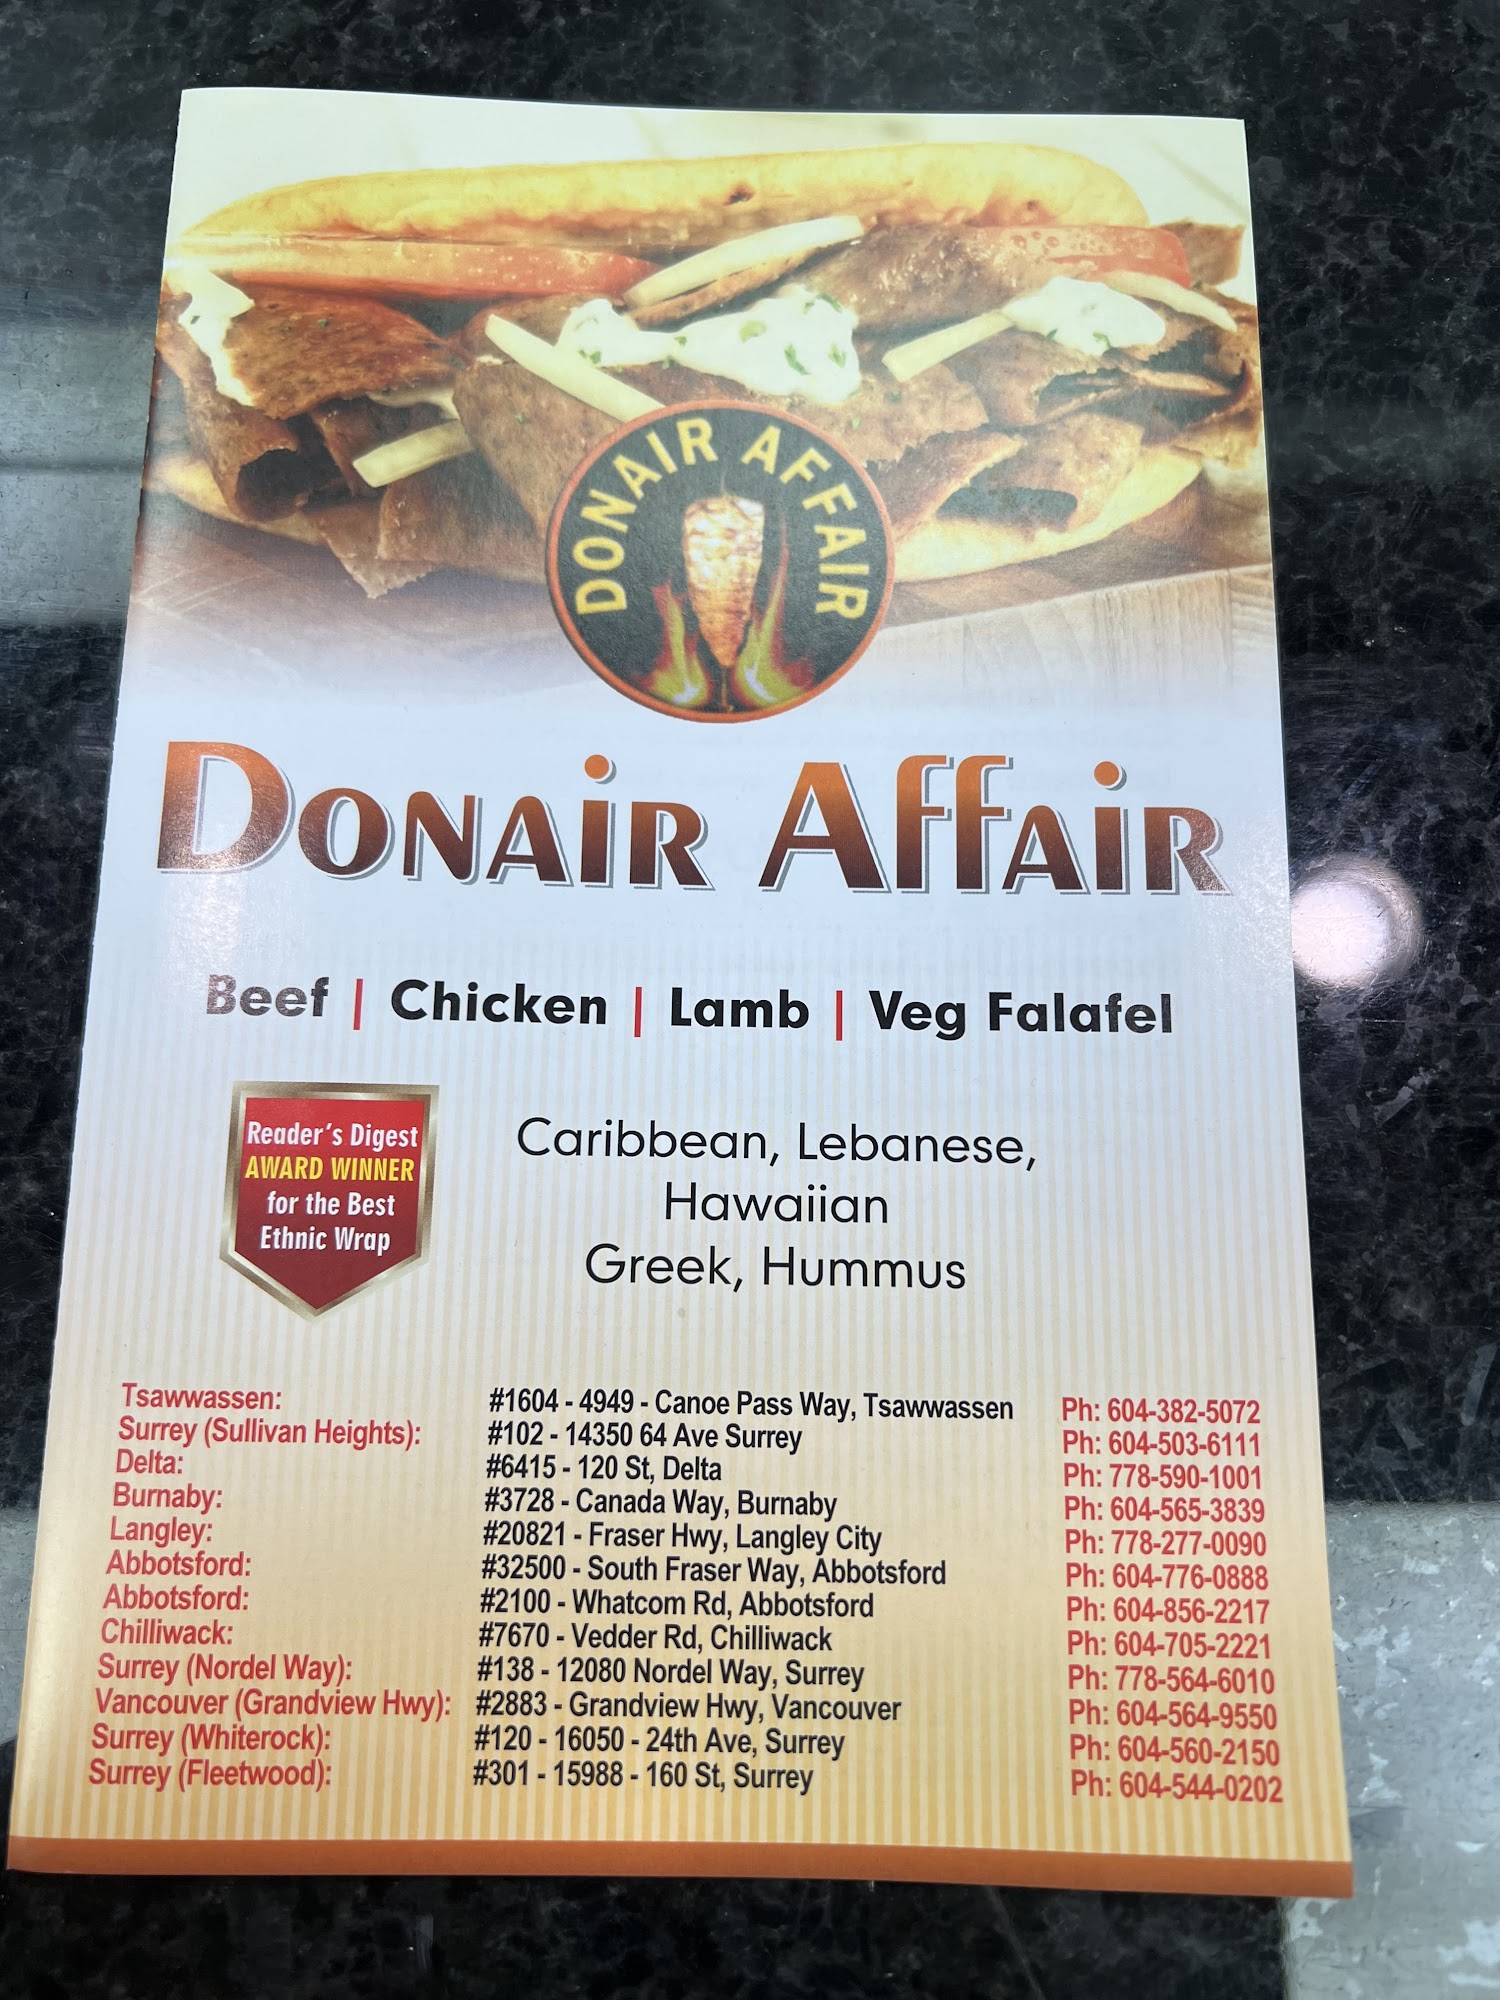 DONAIR AFFAIR
Donair Affair
Beef | Chicken | Lamb | Veg Falafel
Reader's Digest
AWARD WINNER
for the Best
Ethnic Wrap
Caribbean, Lebanese,
Hawaiian
Greek, Hummus
Tsawwassen: #1604 - 4949 - Canoe Pass Way, Tsawwassen Ph: 604-382-5072
Surrey (Sullivan Heights): #102 - 14350 64 Ave Surrey Ph: 604-503-6111
Delta: #6415 - 120 St, Delta Ph: 778-590-1001
Burnaby: #3728 - Canada Way, Burnaby Ph: 604-565-3839
Langley: #20821 - Fraser Hwy, Langley City Ph: 778-277-0090
Abbotsford: #32500 - South Fraser Way, Abbotsford Ph: 604-776-0888
Abbotsford: #2100 - Whatcom Rd, Abbotsford Ph: 604-856-2217
Chilliwack: #7670 - Vedder Rd, Chilliwack Ph: 604-705-2221
Surrey (Nordel Way): #138 - 12080 Nordel Way, Surrey Ph: 778-564-6010
Vancouver (Grandview Hwy): #2883 - Grandview Hwy, Vancouver Ph: 604-564-9550
Surrey (Whiterock): #120 - 16050 - 24th Ave, Surrey Ph: 604-560-2150
Surrey (Fleetwood): #301 - 15988 - 160 St, Surrey Ph: 604-544-0202